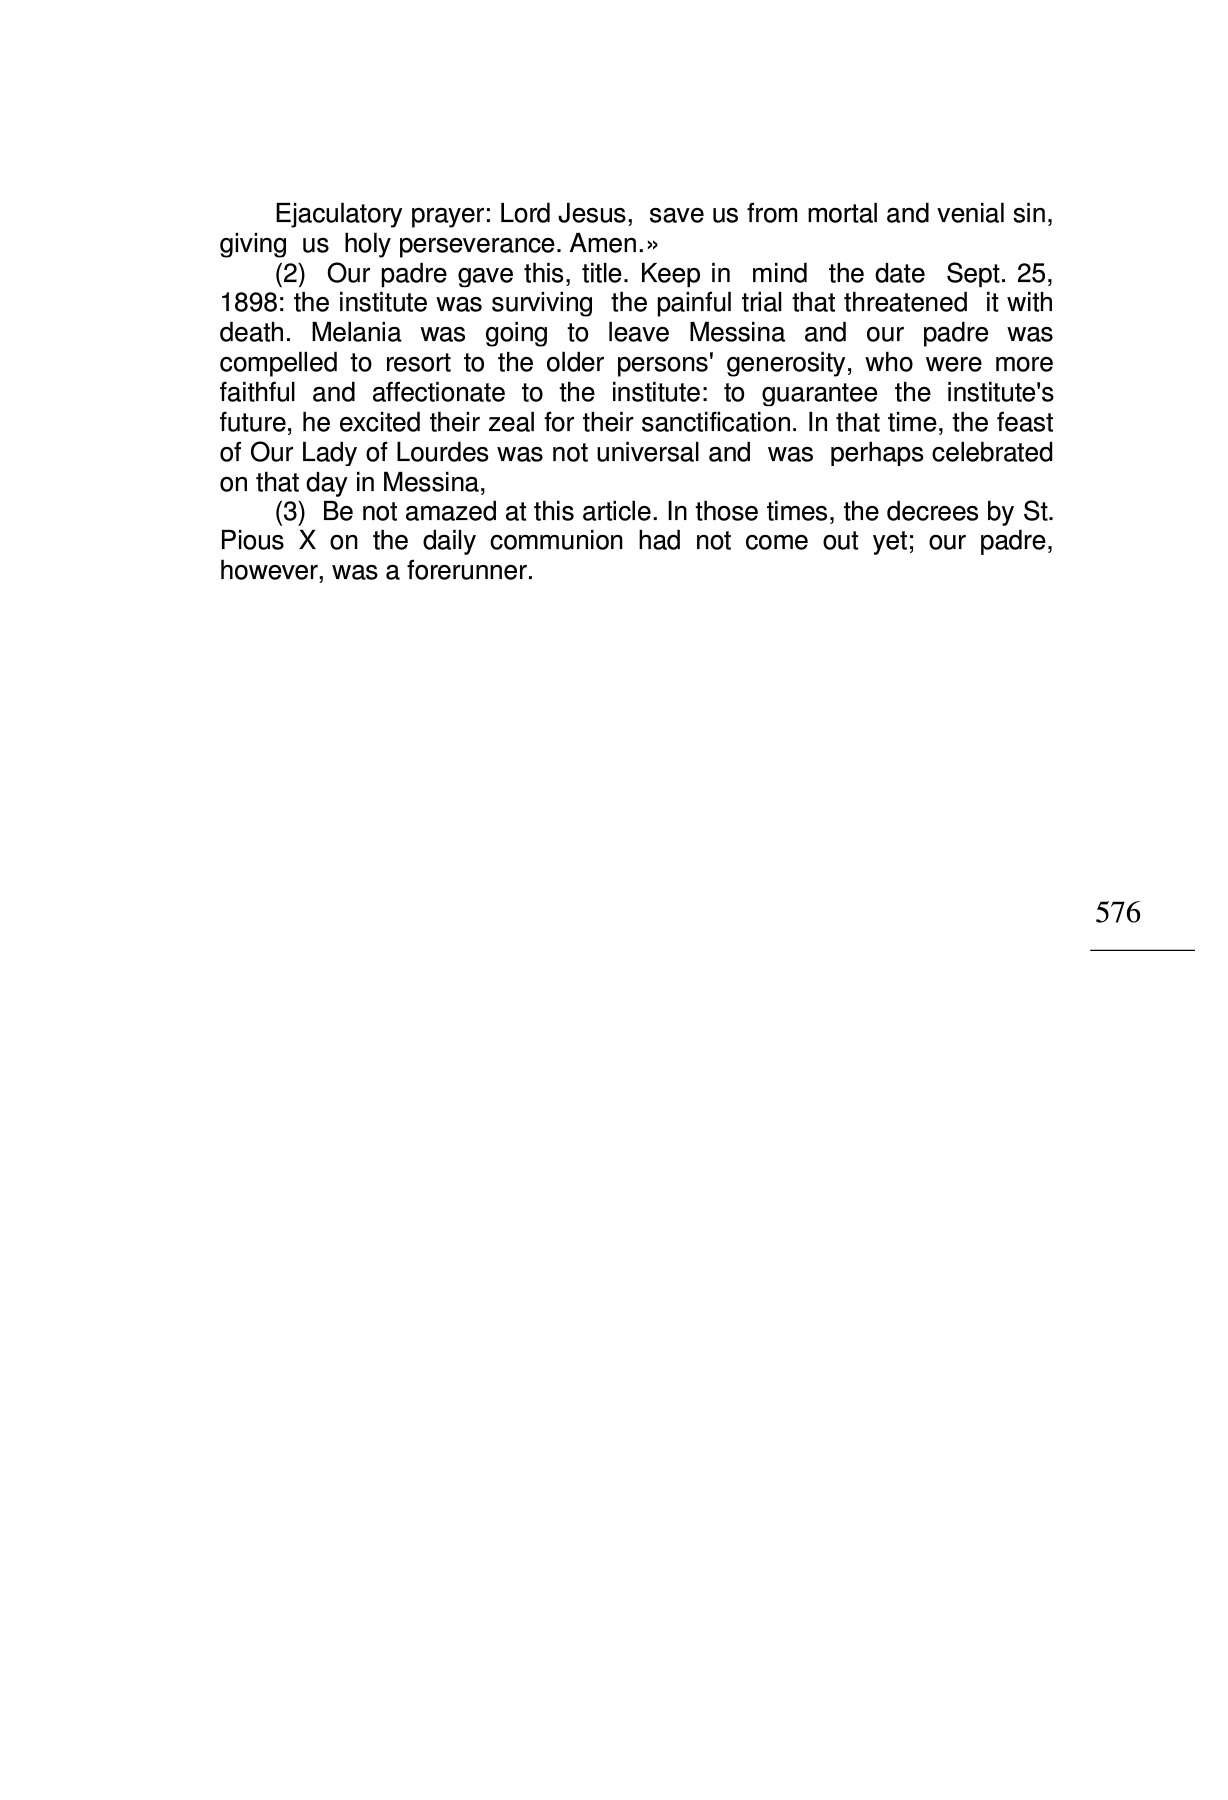 Ejaculatory prayer: Lord Jesus, save us from mortal and venial sin,
giving us holy perseverance. Amen.»
(2) Our padre gave this, title. Keep in mind the date Sept. 25,
1898: the institute was surviving the painful trial that threatened it with
death. Melania was going to leave Messina and our padre was
compelled to resort to the older persons' generosity, who were more
faithful and affectionate to the institute: to guarantee the institute's
future, he excited their zeal for their sanctification. In that time, the feast
of Our Lady of Lourdes was not universal and was perhaps celebrated
on that day in Messina,
(3) Be not amazed at this article. In those times, the decrees by St.
Pious X on the daily communion had not come out yet; our padre,
however, was a forerunner.
576